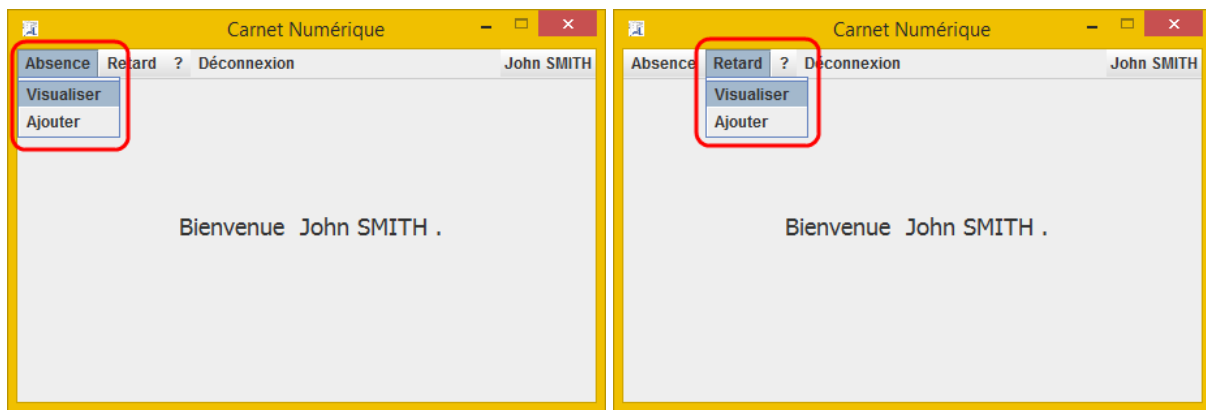 Carnet Numérique
Absence Retard ? Déconnexion John SMITH
Visualiser
Ajouter
Bienvenue John SMITH .
Carnet Numérique
Absence Retard ? Déconnexion John SMITH
Visualiser
Ajouter
Bienvenue John SMITH .